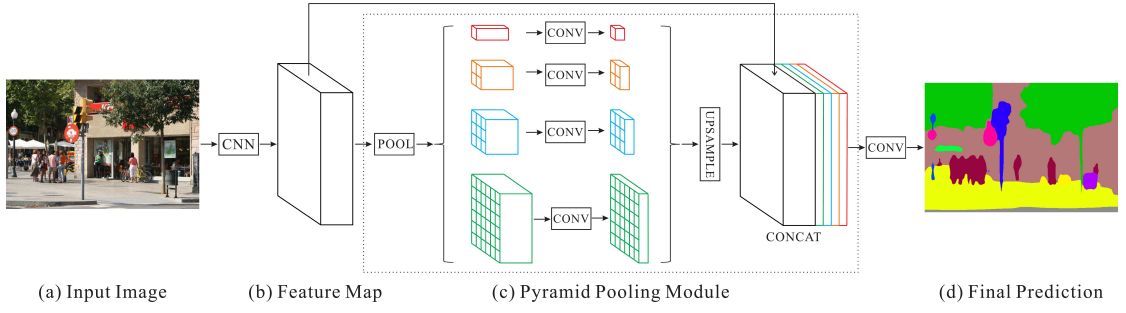 CNN
POOL
CONV
CONV
CONV
CONV
UPSAMPLE
CONCAT
CONV
(a) Input Image
(b) Feature Map
(c) Pyramid Pooling Module
(d) Final Prediction